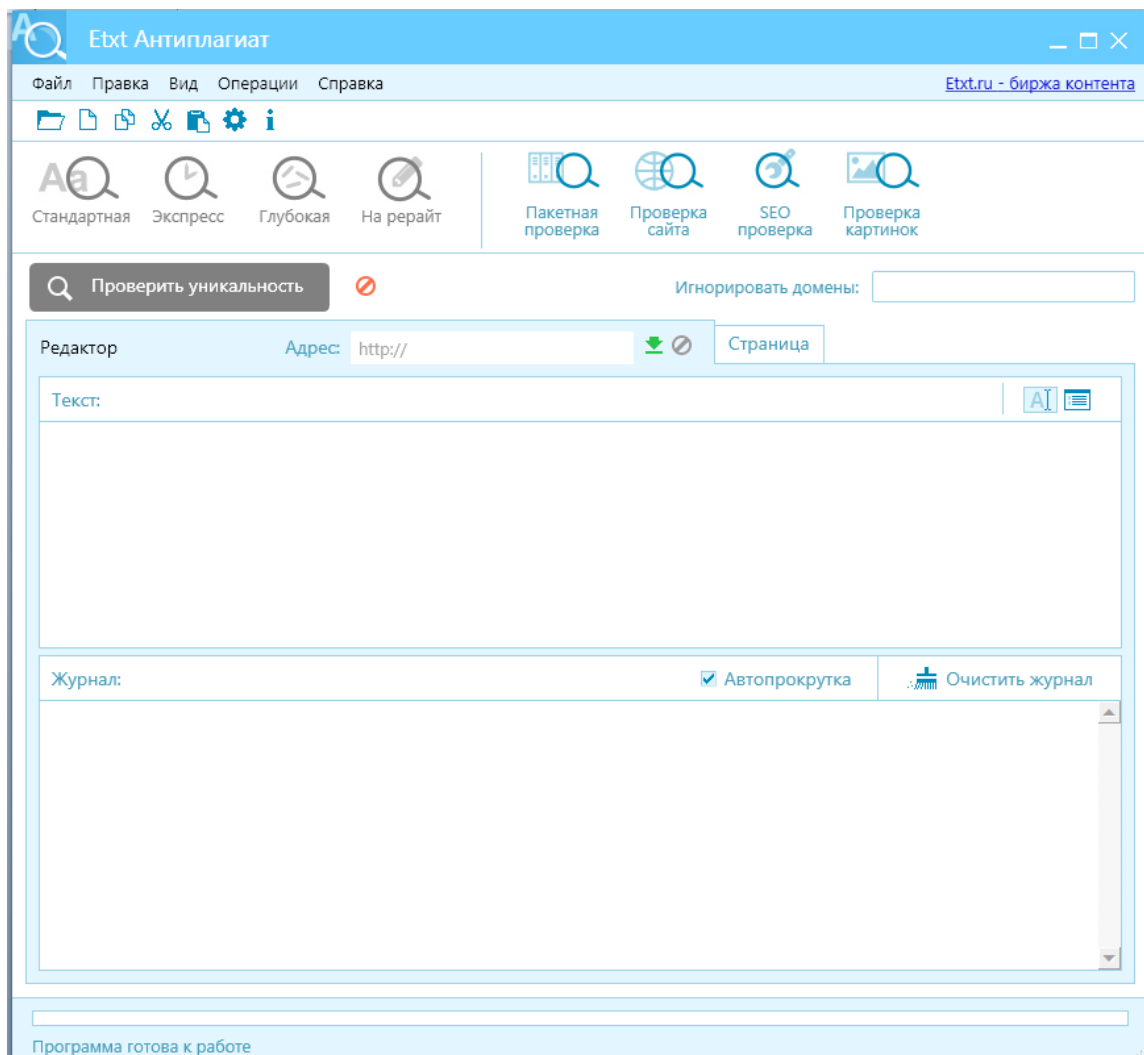 Etxt Антиплагиат
Файл Правка Вид Операции Справка Etxt.ru - биржа контента
Стандартная Экспресс Глубокая На рерайт
Пакетная проверка
Проверка сайта
SEO проверка
Проверка картинок
Проверить уникальность Игнорировать домены:
Редактор Адрес: http:// Страница
Текст:
Журнал: Автопрокрутка Очистить журнал
Программа готова к работе